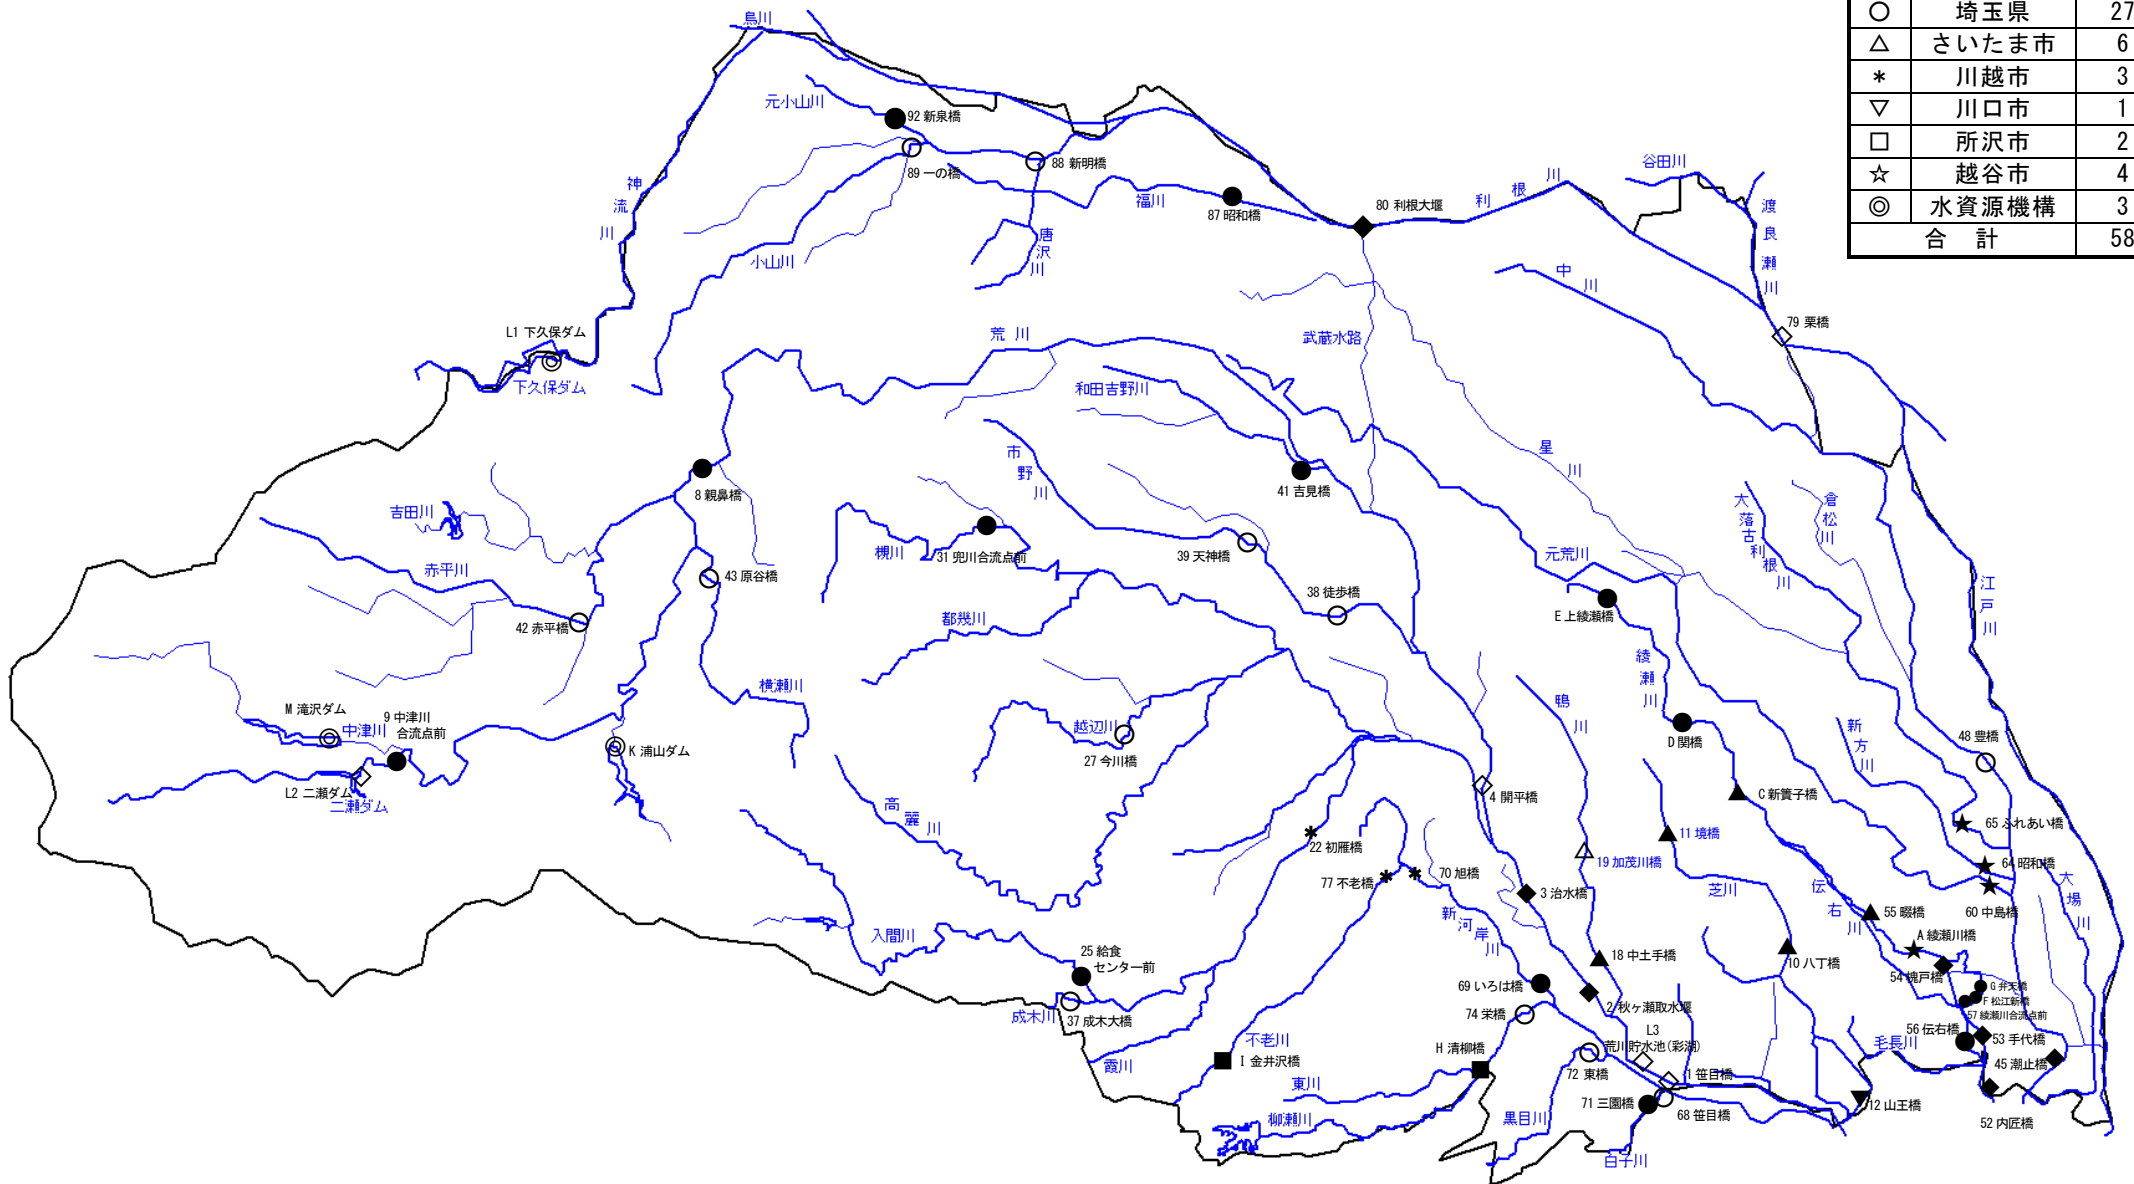 ○ 埼玉県 27
△ さいたま市 6
* 川越市 3
▽ 川口市 1
□ 所沢市 2
☆ 越谷市 4
◎ 水資源機構 3
合 計 58
烏川
元小山川
92 新泉橋
89 一の橋
88 新明橋
神流川
小山川
唐沢川
福川
87 昭和橋
80 利根大堰
利根川
谷田川
渡良瀬川
中川
79 栗橋
L1 下久保ダム
下久保ダム
荒川
武蔵水路
和田吉野川
市野川
星川
8 親鼻橋
41 吉見橋
大落古利根川
倉松川
吉田川
槻川
31 兜川合流点前
39 天神橋
元荒川
赤平川
43 原谷橋
38 徒歩橋
E 上綾瀬橋
江戸川
42 赤平橋
都幾川
綾瀬川
横瀬川
鴨川
M 滝沢ダム
中津川
9 中津川
合流点前
越辺川
27 今川橋
D 関橋
新方川
48 豊橋
K 浦山ダム
L2 二瀬ダム
二瀬ダム
高麗川
4 開平橋
C 新簀子橋
11 境橋
65 ふれあい橋
22 初雁橋
19 加茂川橋
64 昭和橋
77 不老橋
70 旭橋
3 治水橋
芝川
伝右川
大場川
60 中島橋
55 畷橋
新河岸川
入間川
A 綾瀬川橋
25 給食
センター前
18 中土手橋
10 八丁橋
54 槐戸橋
69 いろは橋
G 弁天橋
F 松江新橋
57 綾瀬川合流点前
2 秋ヶ瀬取水堰
成木川
37 成木大橋
74 栄橋
L3
荒川貯水池(彩湖)
56 伝右橋
53 手代橋
毛長川
不老川
H 清柳橋
霞川
I 金井沢橋
72 東橋
1 笹目橋
45 潮止橋
東川
71 三園橋
68 笹目橋
12 山王橋
柳瀬川
黒目川
52 内匠橋
白子川